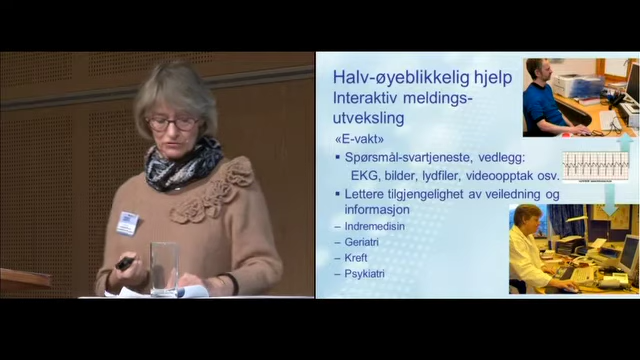 Halv-øyeblikkelig hjelp
Interaktiv meldings-
utveksling
«E-vakt»
▪ Spørsmål-svartjeneste, vedlegg:
EKG, bilder, lydfiler, videoopptak osv.
▪ Lettere tilgjengelighet av veiledning og
informasjon
– Indremedisin
– Geriatri
– Kreft
– Psykiatri